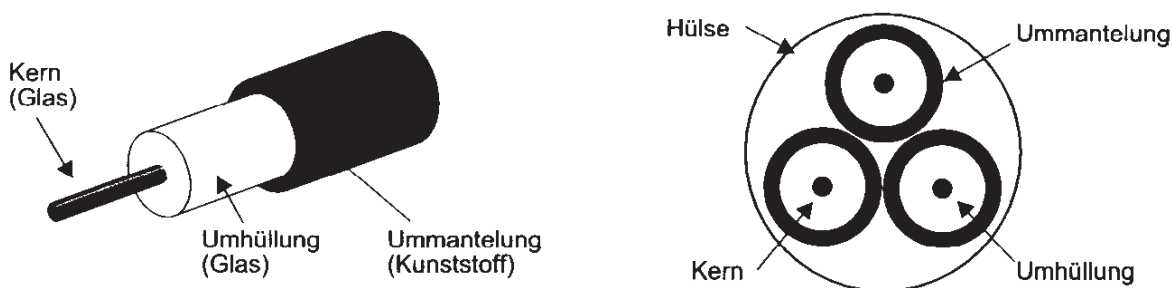 Kern
(Glas)
Umhüllung
(Glas)
Ummantelung
(Kunststoff)
Hülse
Ummantelung
Kern
Umhüllung